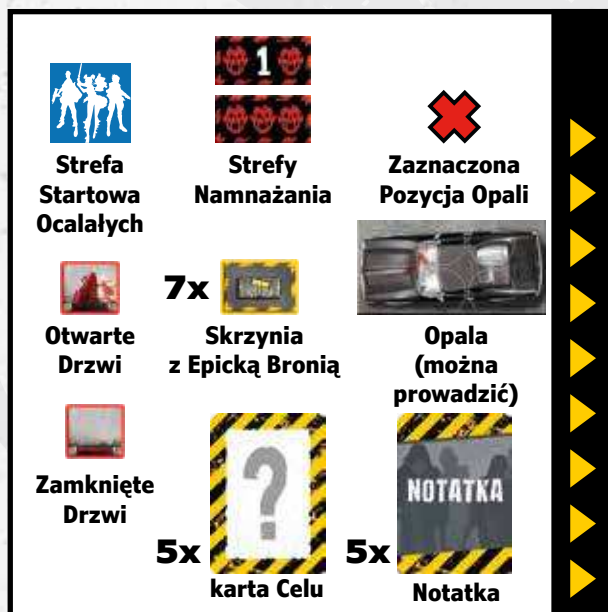 1
Strefa
Startowa
Ocalałych
Strefy
Namnażania
Zaznaczona
Pozycja Opali
Otwarte
Drzwi
7x
Skrzynia
z Epicką Bronią
Opala
(można
prowadzić)
Zamknięte
Drzwi
5x
?
karta Celu
5x
NOTATKA
Notatka